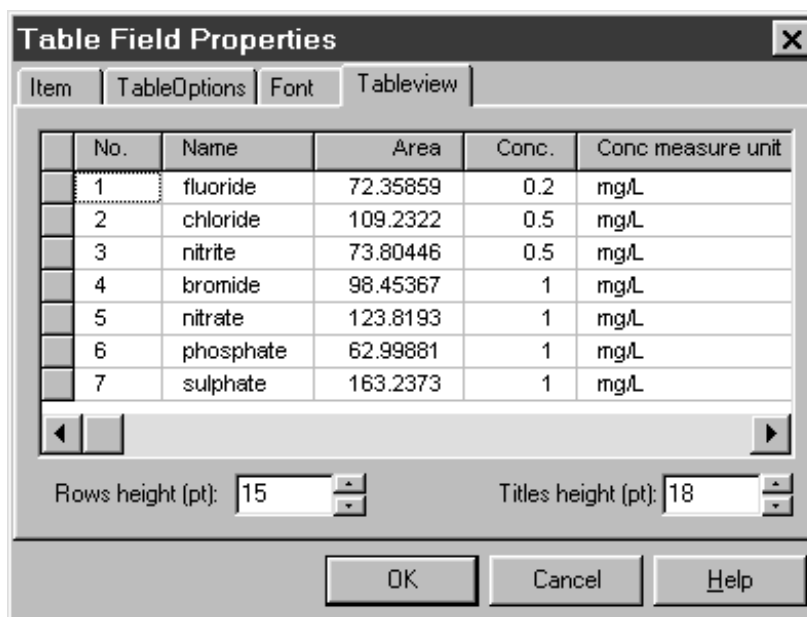 Table Field Properties
Item TableOptions Font Tableview
No. Name Area Conc. Conc measure unit
1 fluoride 72.35859 0.2 mg/L
2 chloride 109.2322 0.5 mg/L
3 nitrite 73.80446 0.5 mg/L
4 bromide 98.45367 1 mg/L
5 nitrate 123.8193 1 mg/L
6 phosphate 62.99881 1 mg/L
7 sulphate 163.2373 1 mg/L
Rows height (pt): 15 Titles height (pt): 18
OK Cancel Help